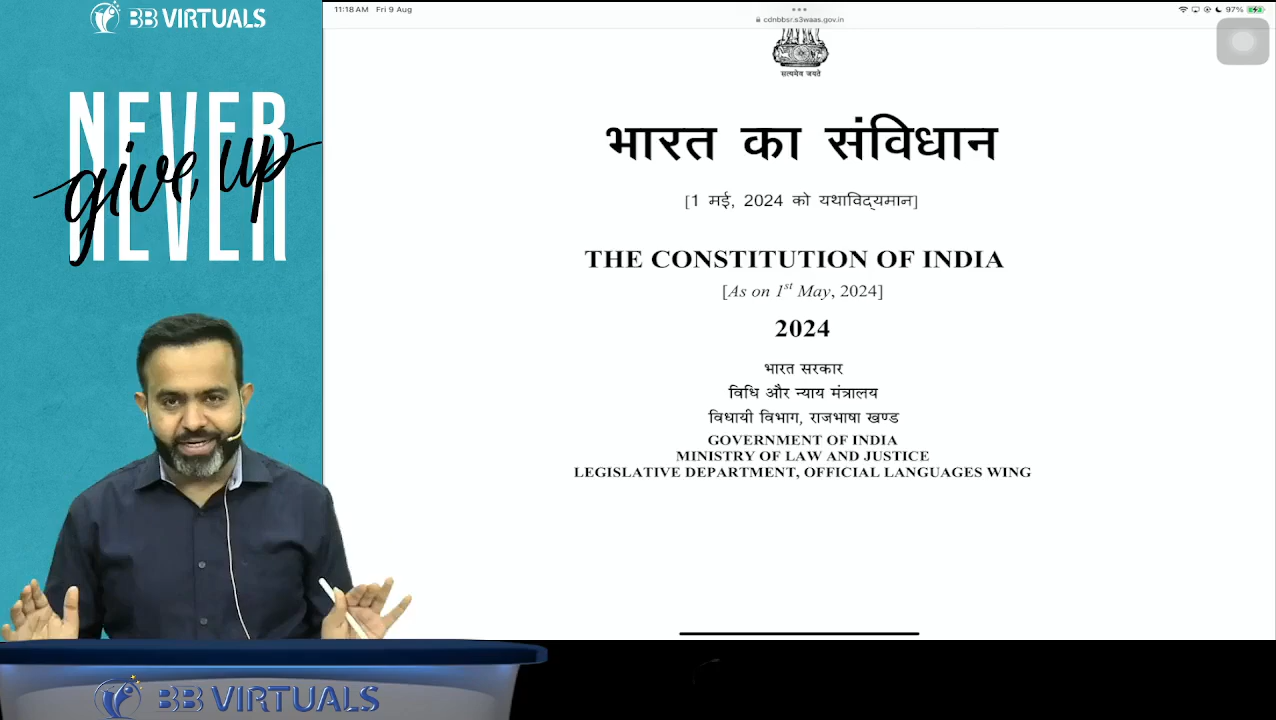 BB VIRTUALS
NEVER
give up
NEVER
11:18 AM Fri 9 Aug
cdnbbsr.s3waas.gov.in
97%
सत्यमेव जयते
भारत का संविधान
[1 मई, 2024 को यथाविद्यमान]
THE CONSTITUTION OF INDIA
[As on 1st May, 2024]
2024
भारत सरकार
विधि और न्याय मंत्रालय
विधायी विभाग, राजभाषा खण्ड
GOVERNMENT OF INDIA
MINISTRY OF LAW AND JUSTICE
LEGISLATIVE DEPARTMENT, OFFICIAL LANGUAGES WING
BB VIRTUALS